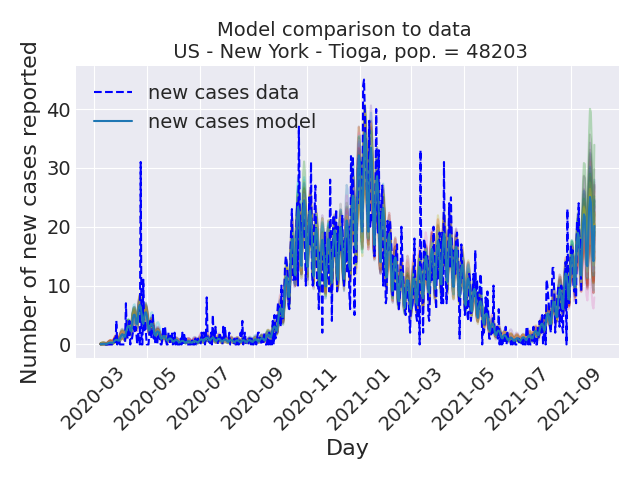 Model comparison to data
US - New York - Tioga, pop. = 48203
Number of new cases reported
40
30
20
10
0
new cases data
new cases model
2020-03
2020-05
2020-07
2020-09
2020-11
2021-01
2021-03
2021-05
2021-07
2021-09
Day